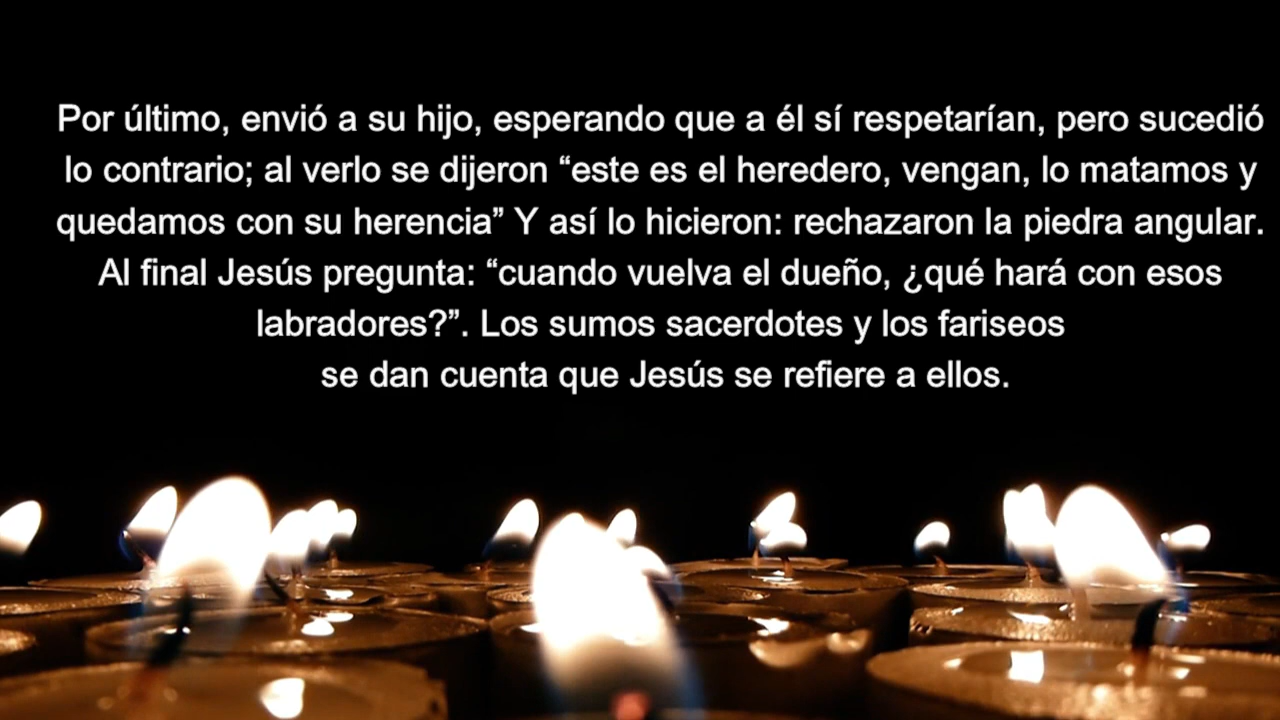 Por último, envió a su hijo, esperando que a él sí respetarían, pero sucedió
lo contrario; al verlo se dijeron “este es el heredero, vengan, lo matamos y
quedamos con su herencia” Y así lo hicieron: rechazaron la piedra angular.
Al final Jesús pregunta: “cuando vuelva el dueño, ¿qué hará con esos
labradores?”. Los sumos sacerdotes y los fariseos
se dan cuenta que Jesús se refiere a ellos.